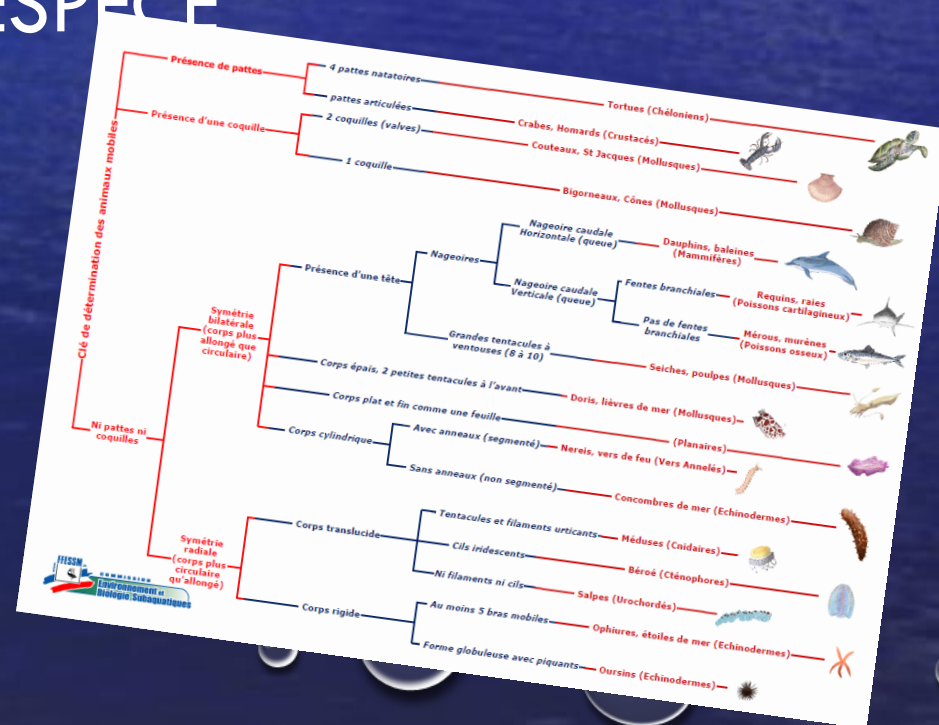 ESPÈCE
Clé de détermination des animaux mobiles
Présence de pattes
4 pattes natatoires
Tortues (Chéloniens)
pattes articulées
Crabes, Homards (Crustacés)
Présence d'une coquille
2 coquilles (valves)
Couteaux, St Jacques (Mollusques)
1 coquille
Bigorneaux, Cônes (Mollusques)
Ni pattes ni
coquilles
Symétrie
bilatérale
(corps plus
allongé que
circulaire)
Présence d'une tête
Nageoires
Nageoire caudale
Horizontale (queue)
Dauphins, baleines
(Mammifères)
Nageoire caudale
Verticale (queue)
Fentes branchiales
Requins, raies
(Poissons cartilagineux)
Pas de fentes
branchiales
Mérous, murènes
(Poissons osseux)
Grandes tentacules à
ventouses (8 à 10)
Seiches, poulpes (Mollusques)
Corps épais, 2 petites tentacules à l'avant
Doris, lièvres de mer (Mollusques)
Corps plat et fin comme une feuille
(Planaires)
Corps cylindrique
Avec anneaux (segmenté)
Nereis, vers de feu (Vers Annelés)
Sans anneaux (non segmenté)
Concombres de mer (Echinodermes)
Symétrie
radiale
(corps plus
circulaire
qu'allongé)
Corps translucide
Tentacules et filaments urticants
Méduses (Cnidaires)
Cils iridescents
Béroé (Cténophores)
Ni filaments ni cils
Salpes (Urochordés)
Corps rigide
Au moins 5 bras mobiles
Ophiures, étoiles de mer (Echinodermes)
Forme globuleuse avec piquants
Oursins (Echinodermes)
FFESSM
COMMISSION
Environnement et
Biologie Subaquatiques